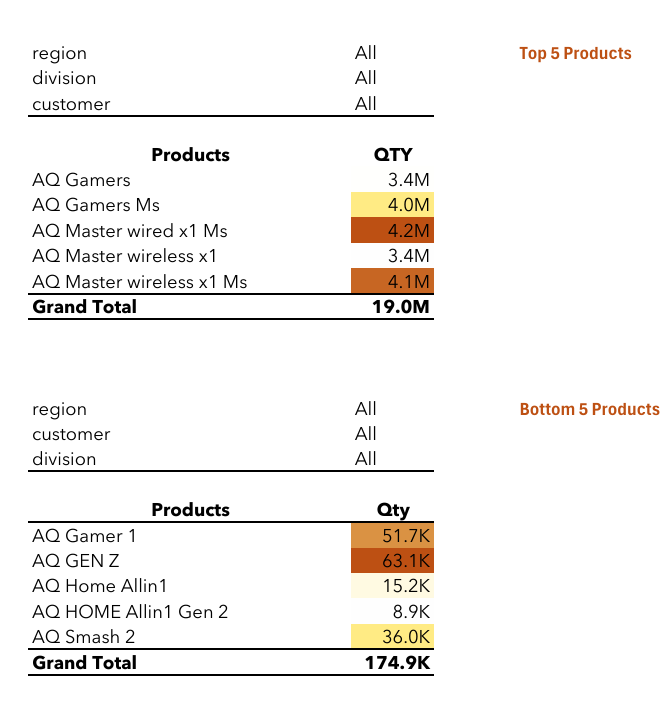 region All Top 5 Products
division All
customer All
Products QTY
AQ Gamers 3.4M
AQ Gamers Ms 4.0M
AQ Master wired x1 Ms 4.2M
AQ Master wireless x1 3.4M
AQ Master wireless x1 Ms 4.1M
Grand Total 19.0M
region All Bottom 5 Products
customer All
division All
Products Qty
AQ Gamer 1 51.7K
AQ GEN Z 63.1K
AQ Home Allin1 15.2K
AQ HOME Allin1 Gen 2 8.9K
AQ Smash 2 36.0K
Grand Total 174.9K